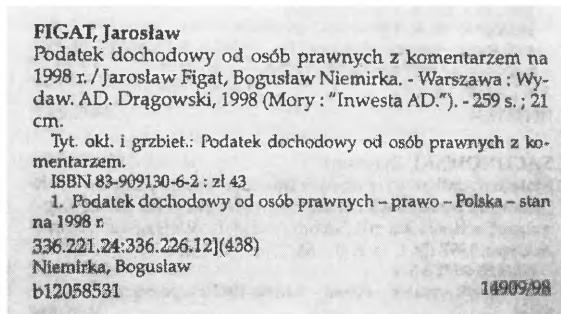 FIGAT, Jarosław
Podatek dochodowy od osób prawnych z komentarzem na
1998 r. / Jarosław Figat, Bogusław Niemirka. - Warszawa : Wy-
daw. AD. Drągowski, 1998 (Mory : "Inwesta AD."). - 259 s. ; 21
cm.
Tyt. okł. i grzbiet.: Podatek dochodowy od osób prawnych z ko-
mentarzem.
ISBN 83-909130-6-2 : zł 43
1. Podatek dochodowy od osób prawnych – prawo – Polska – stan
na 1998 r.
336.221.24:336.226.12](438)
Niemirka, Bogusław
b12058531 14909/98